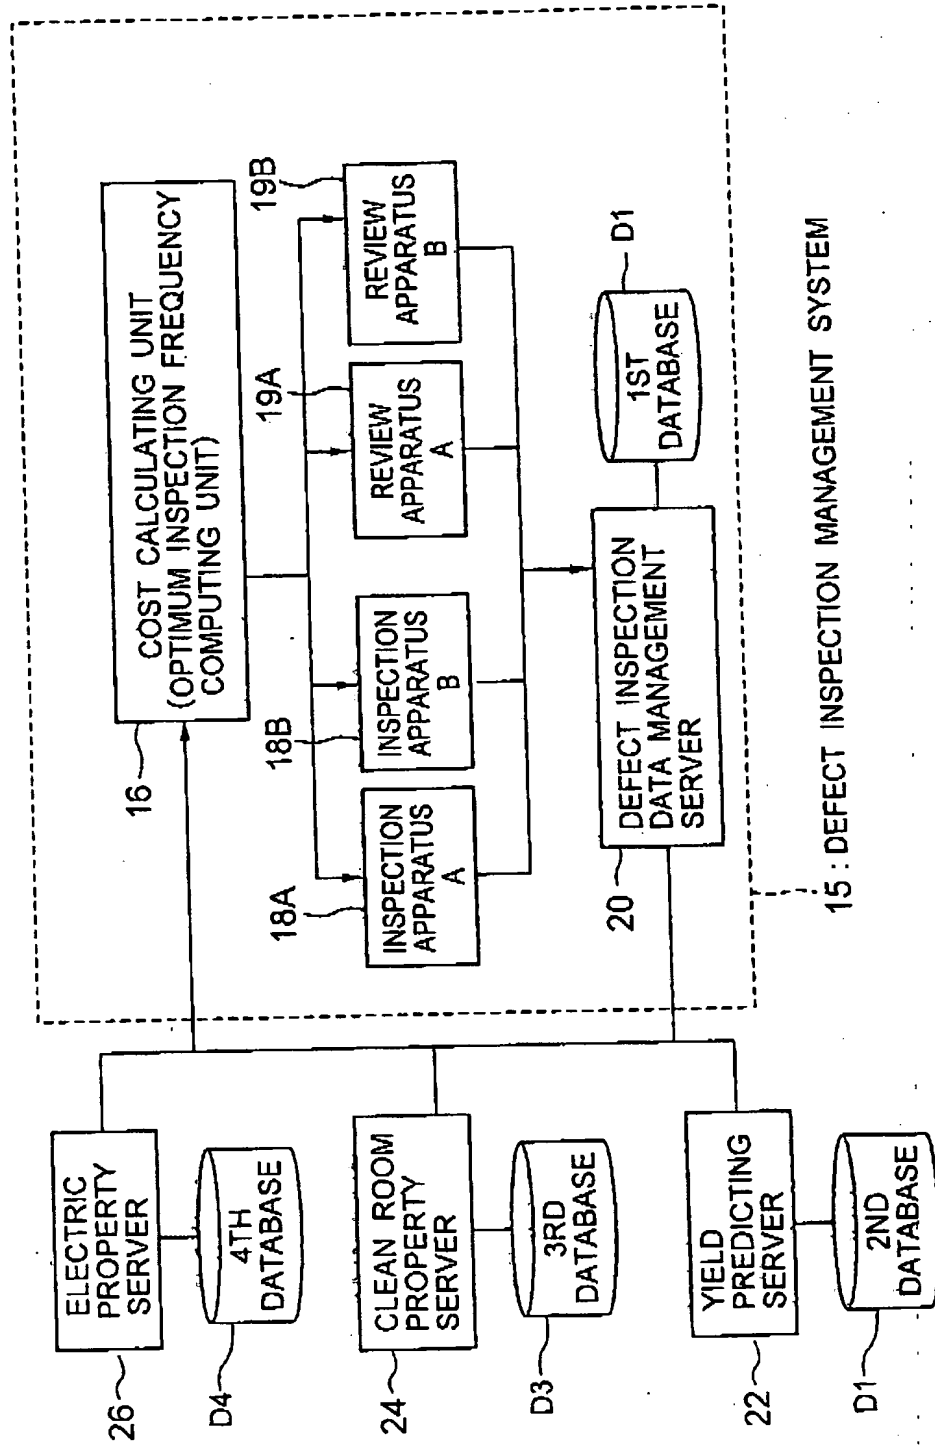 15 : DEFECT INSPECTION MANAGEMENT SYSTEM
16
COST CALCULATING UNIT
(OPTIMUM INSPECTION FREQUENCY
COMPUTING UNIT)
18A
INSPECTION
APPARATUS
A
18B
INSPECTION
APPARATUS
B
19A
REVIEW
APPARATUS
A
19B
REVIEW
APPARATUS
B
20
DEFECT INSPECTION
DATA MANAGEMENT
SERVER
1ST
DATABASE
D1
26
ELECTRIC
PROPERTY
SERVER
D4
4TH
DATABASE
24
CLEAN ROOM
PROPERTY
SERVER
D3
3RD
DATABASE
22
YIELD
PREDICTING
SERVER
D1
2ND
DATABASE